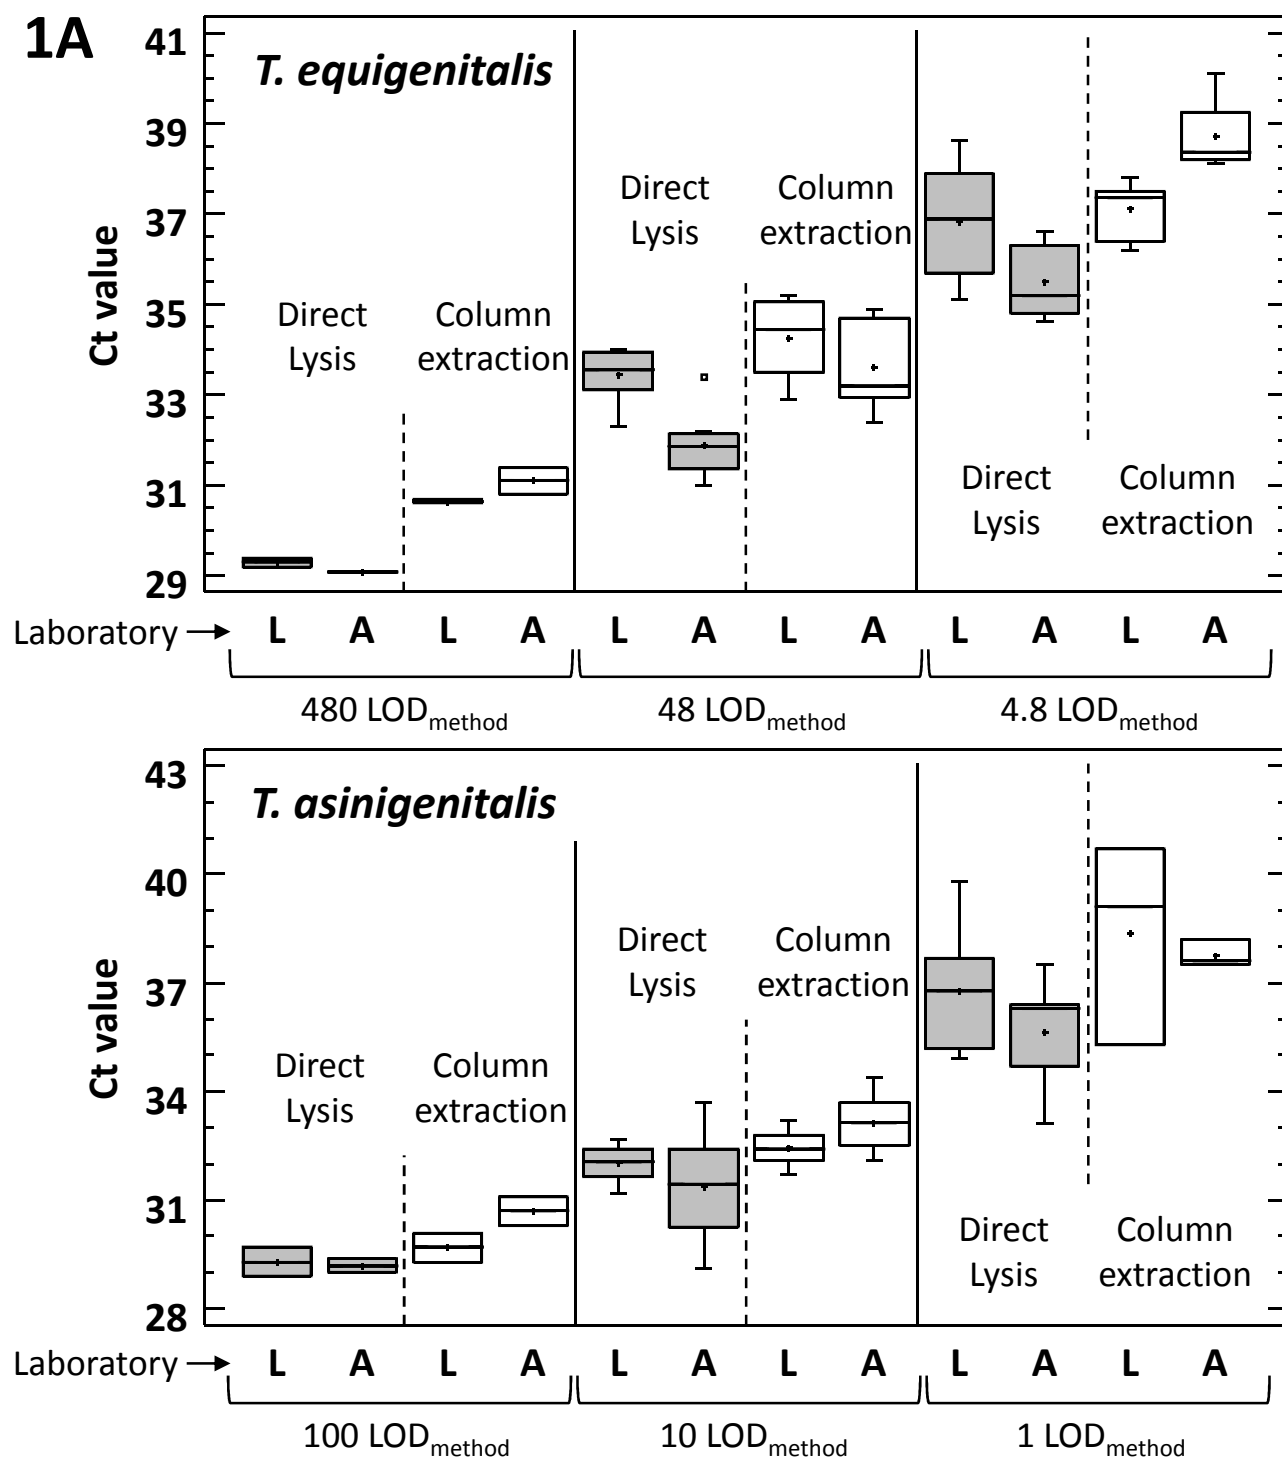 1A
T. equigenitalis
Ct value
41
39
37
35
33
31
29
Direct
Lysis
Column
extraction
Direct
Lysis
Column
extraction
Direct
Lysis
Column
extraction
Laboratory → L A L A L A L A L A L A
480 LODmethod 48 LODmethod 4.8 LODmethod
T. asinigenitalis
Ct value
43
40
37
34
31
28
Direct
Lysis
Column
extraction
Direct
Lysis
Column
extraction
Direct
Lysis
Column
extraction
Laboratory → L A L A L A L A L A L A
100 LODmethod 10 LODmethod 1 LODmethod